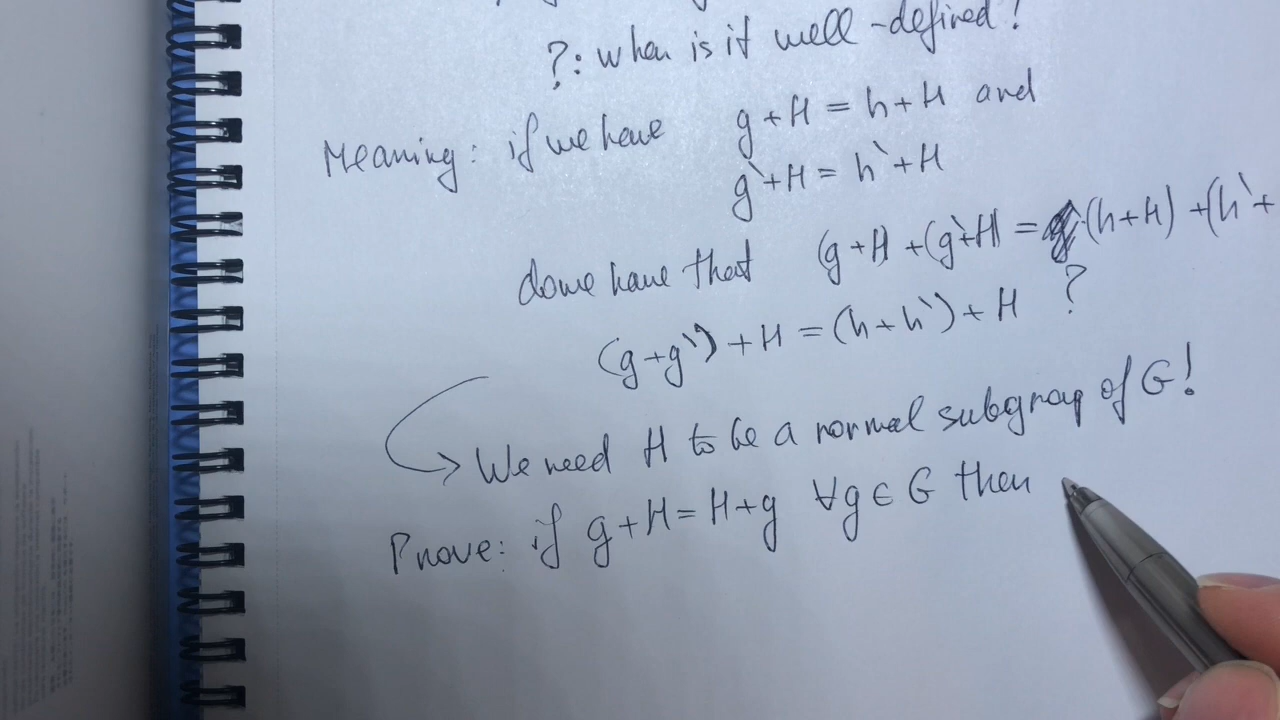 ?: when is it well-defined?
Meaning: if we have g+H = h+H and
g`+H = h`+H
do we have that (g+H)+(g`+H) = (h+H)+(h`+
(g+g`)+H = (h+h`)+H ?
We need H to be a normal subgroup of G!
Prove: if g+H=H+g ∀g∈G then